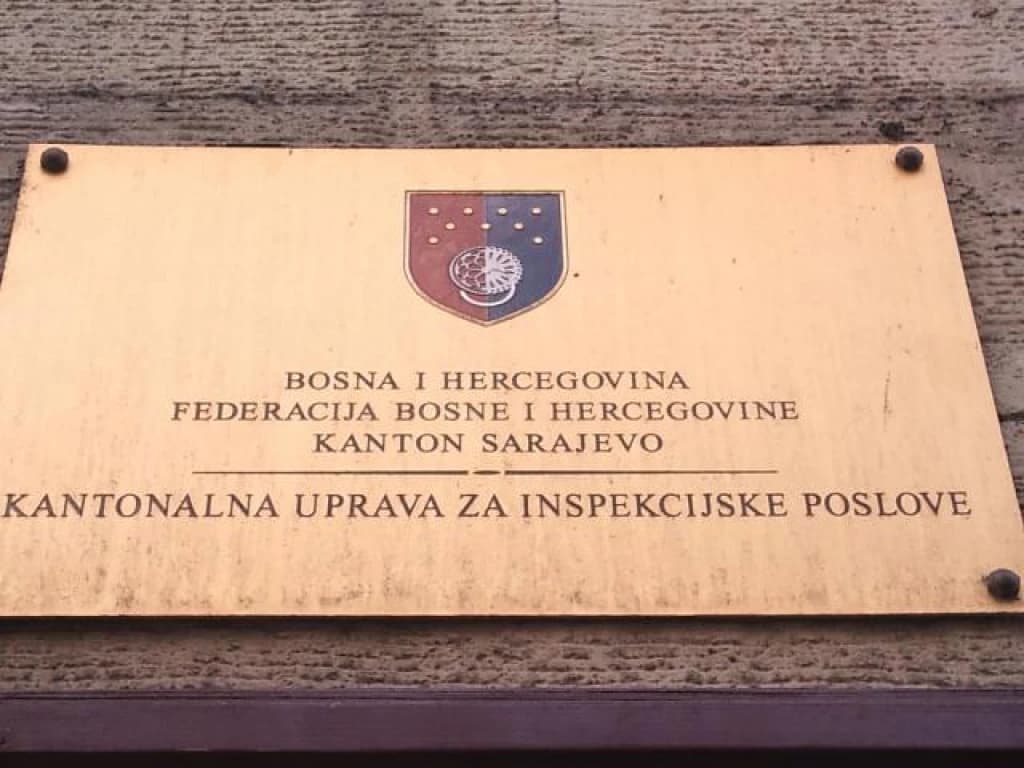 BOSNA I HERCEGOVINA
FEDERACIJA BOSNE I HERCEGOVINE
KANTON SARAJEVO
KANTONALNA UPRAVA ZA INSPEKCIJSKE POSLOVE